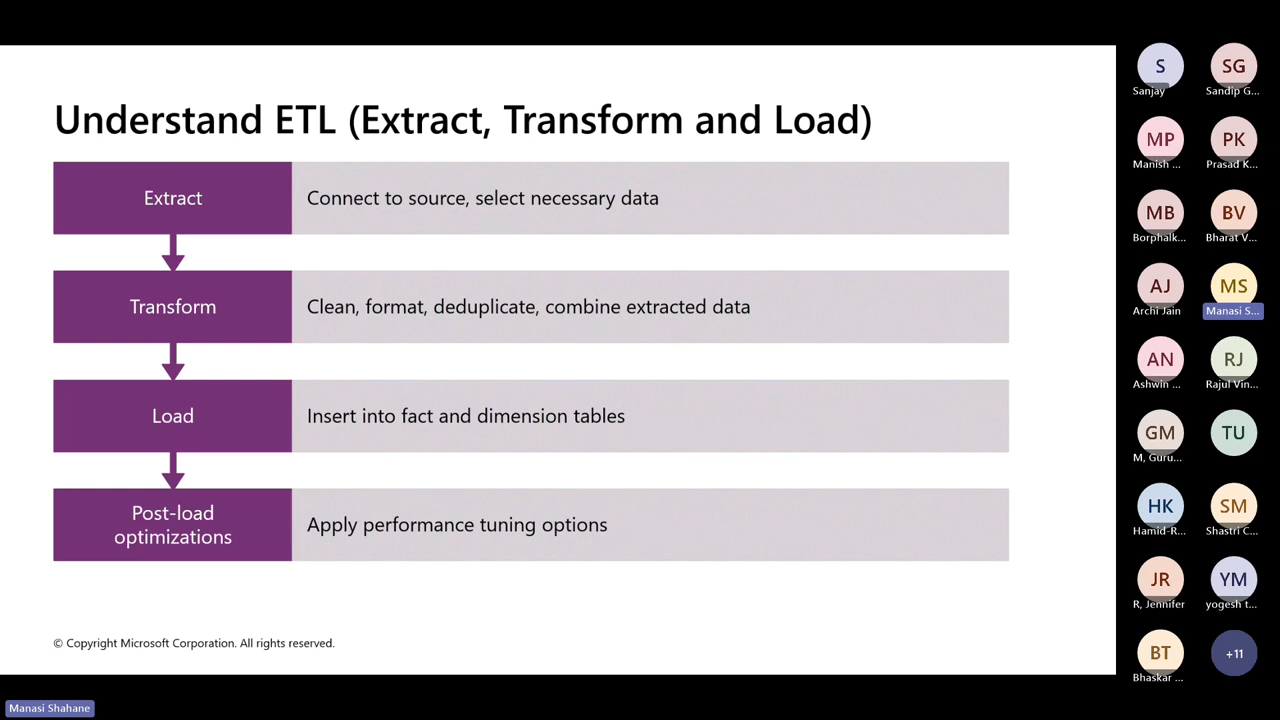 Understand ETL (Extract, Transform and Load)
Extract
Connect to source, select necessary data
Transform
Clean, format, deduplicate, combine extracted data
Load
Insert into fact and dimension tables
Post-load
optimizations
Apply performance tuning options
© Copyright Microsoft Corporation. All rights reserved.
S
Sanjay
SG
Sandip G...
MP
Manish ...
PK
Prasad K...
MB
Borphalk...
BV
Bharat V...
AJ
Archi Jain
MS
Manasi S...
AN
Ashwin ...
RJ
Rajul Vin...
GM
M, Guru...
TU
HK
Hamid-R...
SM
Shastri C...
JR
R, Jennifer
YM
yogesh t...
BT
Bhaskar ...
+11
Manasi Shahane